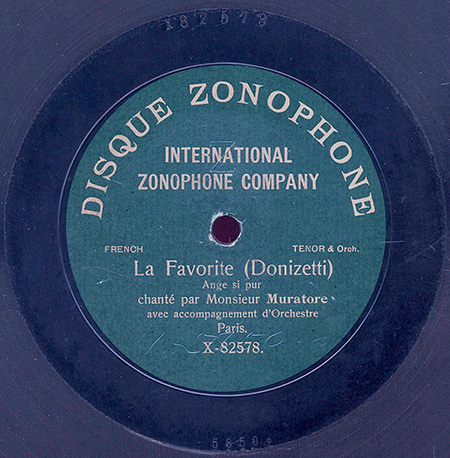 X82578
DISQUE ZONOPHONE
INTERNATIONAL
ZONOPHONE COMPANY
FRENCH TENOR & Orch.
La Favorite (Donizetti)
Ange si pur
chanté par Monsieur Muratore
avec accompagnement d'Orchestre
Paris.
X-82578.